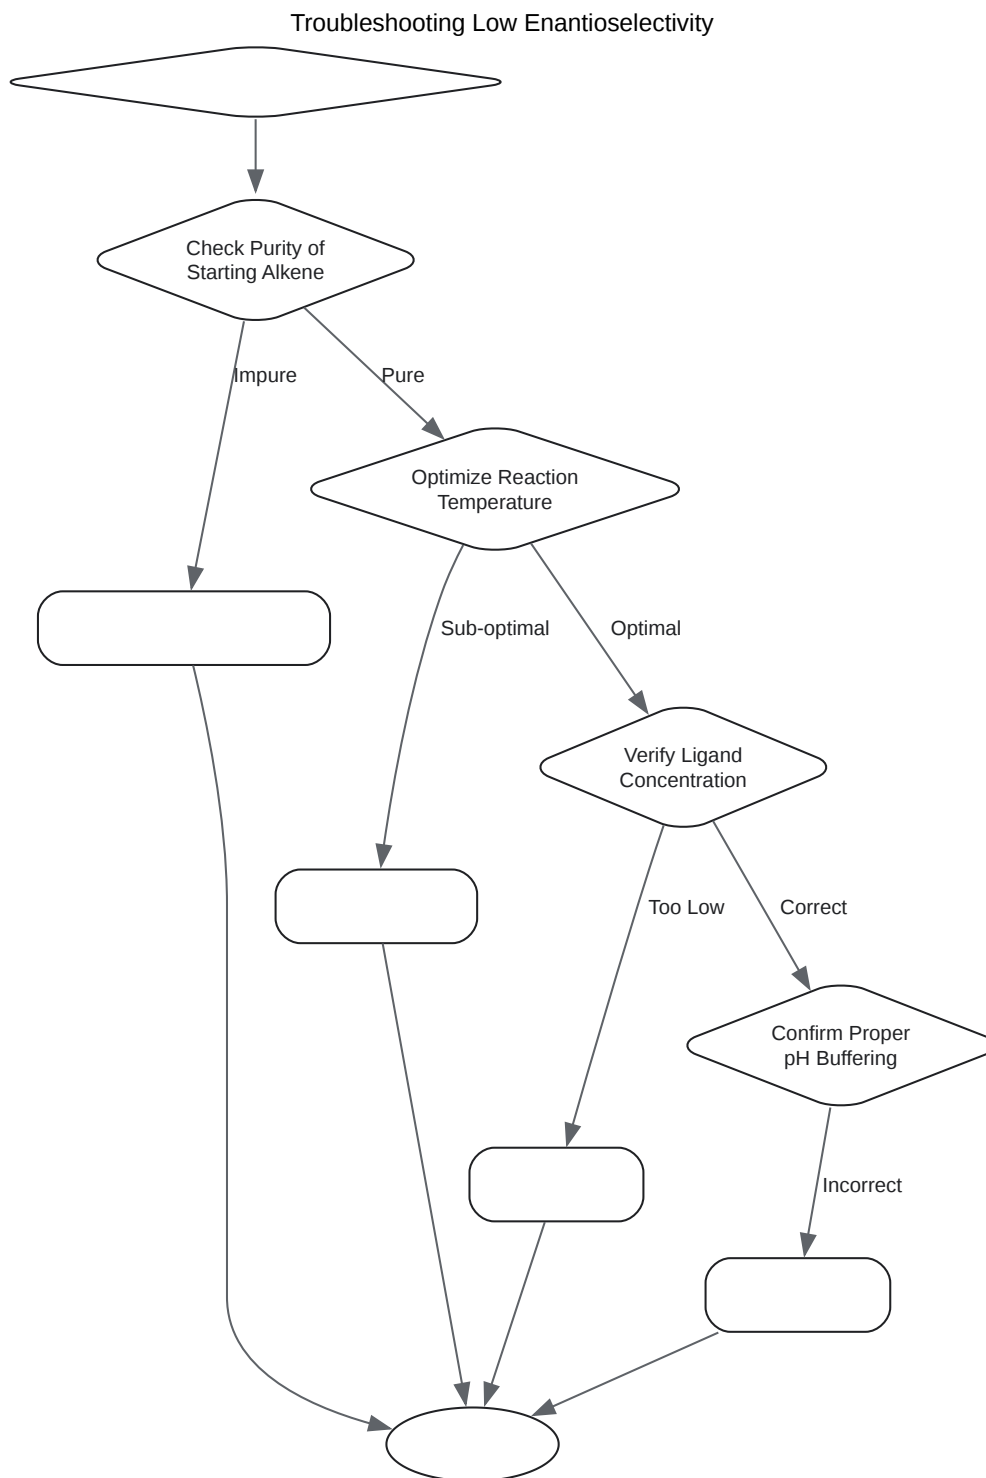 Troubleshooting Low Enantioselectivity
Check Purity of
Starting Alkene
Impure
Pure
Optimize Reaction
Temperature
Sub-optimal
Optimal
Verify Ligand
Concentration
Too Low
Correct
Confirm Proper
pH Buffering
Incorrect